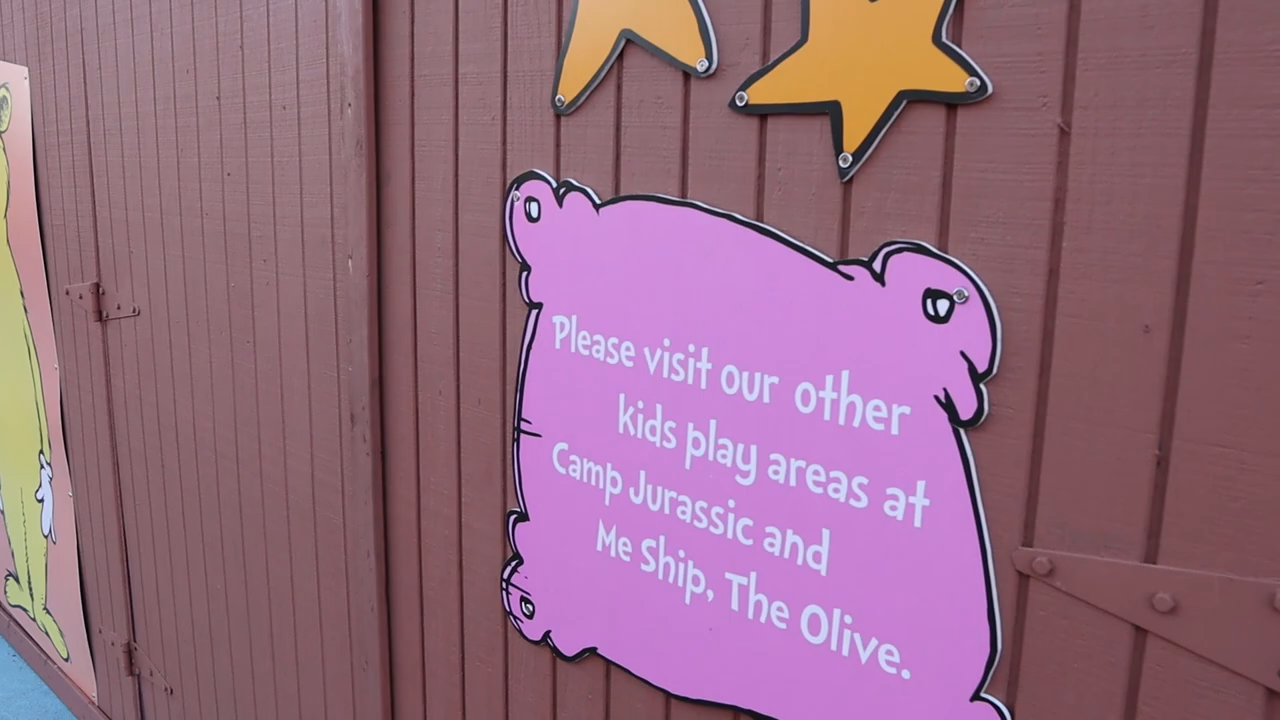 Please visit our other
kids play areas at
Camp Jurassic and
Me Ship, The Olive.